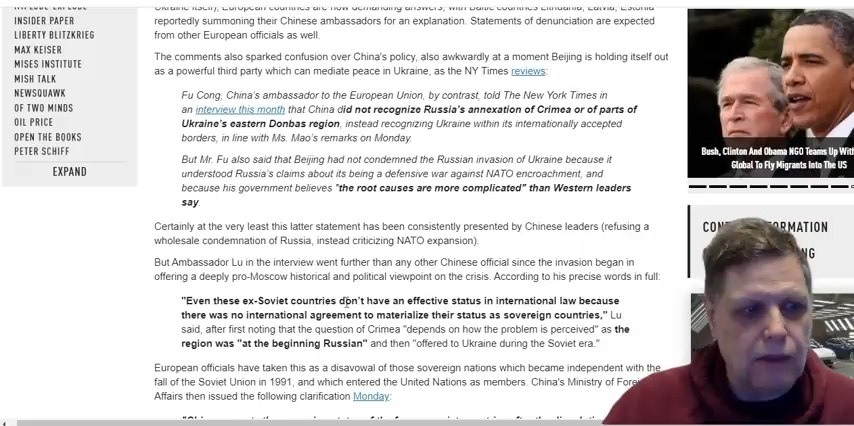 INSIDER PAPER
LIBERTY BLITZKRIEG
MAX KEISER
MISES INSTITUTE
MISH TALK
NEWSQUAWK
OF TWO MINDS
OIL PRICE
OPEN THE BOOKS
PETER SCHIFF
EXPAND
reportedly summoning their Chinese ambassadors for an explanation. Statements of denunciation are expected
from other European officials as well.
The comments also sparked confusion over China's policy, also awkwardly at a moment Beijing is holding itself out
as a powerful third party which can mediate peace in Ukraine, as the NY Times reviews:
Fu Cong, China's ambassador to the European Union, by contrast, told The New York Times in
an interview this month that China did not recognize Russia's annexation of Crimea or of parts of
Ukraine's eastern Donbas region, instead recognizing Ukraine within its internationally accepted
borders, in line with Ms. Mao's remarks on Monday.
But Mr. Fu also said that Beijing had not condemned the Russian invasion of Ukraine because it
understood Russia's claims about its being a defensive war against NATO encroachment, and
because his government believes "the root causes are more complicated" than Western leaders
say.
Certainly at the very least this latter statement has been consistently presented by Chinese leaders (refusing a
wholesale condemnation of Russia, instead criticizing NATO expansion).
But Ambassador Lu in the interview went further than any other Chinese official since the invasion began in
offering a deeply pro-Moscow historical and political viewpoint on the crisis. According to his precise words in full:
"Even these ex-Soviet countries don't have an effective status in international law because
there was no international agreement to materialize their status as sovereign countries," Lu
said, after first noting that the question of Crimea "depends on how the problem is perceived" as the
region was "at the beginning Russian" and then "offered to Ukraine during the Soviet era."
European officials have taken this as a disavowal of those sovereign nations which became independent with the
fall of the Soviet Union in 1991, and which entered the United Nations as members. China's Ministry of
Affairs then issued the following clarification Monday:
Bush, Clinton And Obama NGO Teams Up With
Global To Fly Migrants Into The US